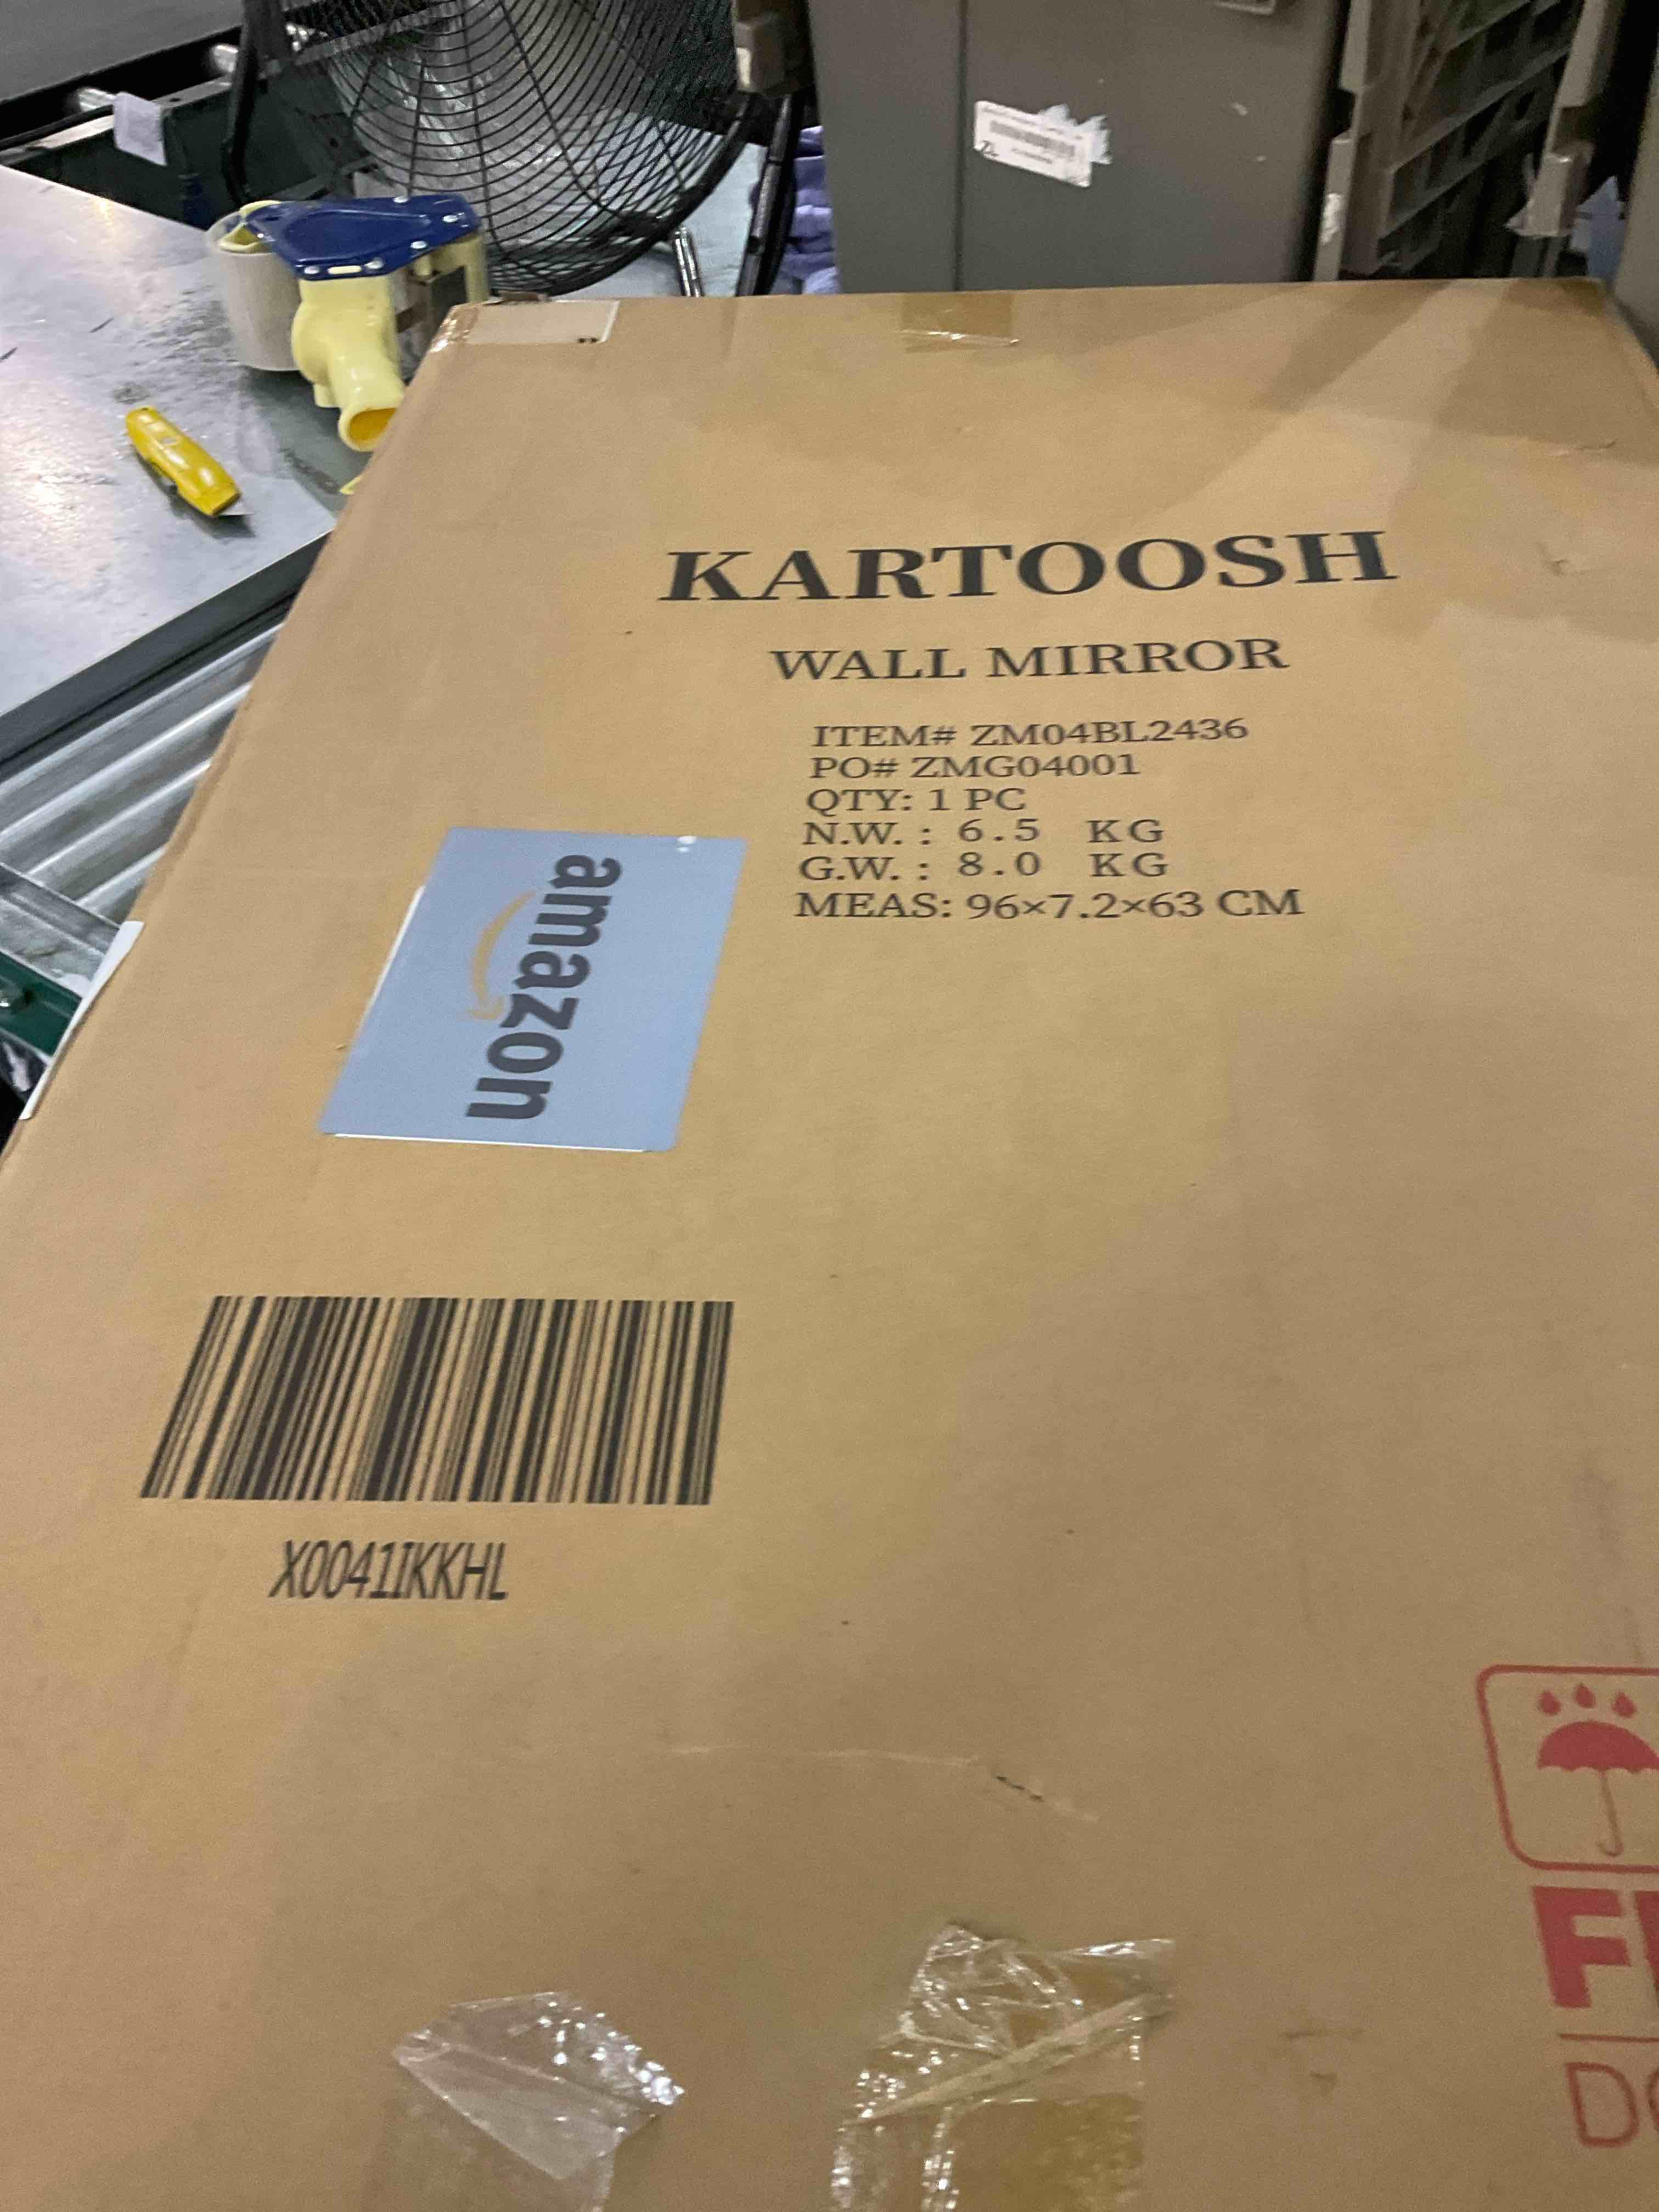 KARTOOSH
WALL MIRROR
ITEM# ZM04BL2436
PO# ZMG04001
QTY: 1 PC
N.W. : 6.5 KG
G.W. : 8.0 KG
MEAS: 96×7.2×63 CM
amazon
X0041IKKHL